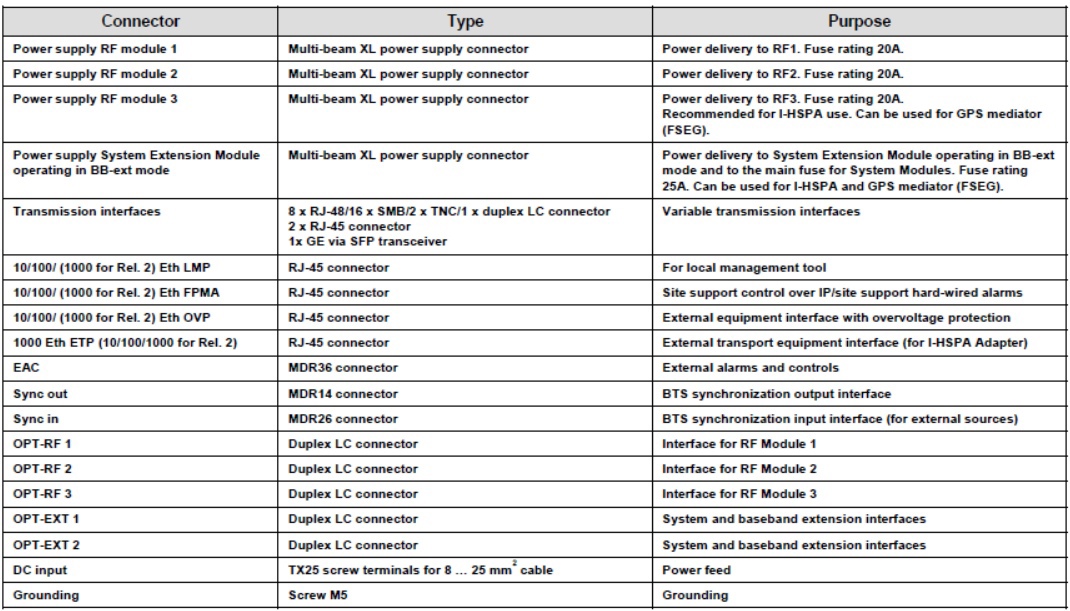 Connector Type Purpose
Power supply RF module 1 Multi-beam XL power supply connector Power delivery to RF1. Fuse rating 20A.
Power supply RF module 2 Multi-beam XL power supply connector Power delivery to RF2. Fuse rating 20A.
Power supply RF module 3 Multi-beam XL power supply connector Power delivery to RF3. Fuse rating 20A.
Recommended for I-HSPA use. Can be used for GPS mediator
(FSEG).
Power supply System Extension Module Multi-beam XL power supply connector Power delivery to System Extension Module operating in BB-ext
operating in BB-ext mode mode and to the main fuse for System Modules. Fuse rating
25A. Can be used for I-HSPA and GPS mediator (FSEG).
Transmission interfaces 8 x RJ-48/16 x SMB/2 x TNC/1 x duplex LC connector Variable transmission interfaces
2 x RJ-45 connector
1x GE via SFP transceiver
10/100/ (1000 for Rel. 2) Eth LMP RJ-45 connector For local management tool
10/100/ (1000 for Rel. 2) Eth FPMA RJ-45 connector Site support control over IP/site support hard-wired alarms
10/100/ (1000 for Rel. 2) Eth OVP RJ-45 connector External equipment interface with overvoltage protection
1000 Eth ETP (10/100/1000 for Rel. 2) RJ-45 connector External transport equipment interface (for I-HSPA Adapter)
EAC MDR36 connector External alarms and controls
Sync out MDR14 connector BTS synchronization output interface
Sync in MDR26 connector BTS synchronization input interface (for external sources)
OPT-RF 1 Duplex LC connector Interface for RF Module 1
OPT-RF 2 Duplex LC connector Interface for RF Module 2
OPT-RF 3 Duplex LC connector Interface for RF Module 3
OPT-EXT 1 Duplex LC connector System and baseband extension interfaces
OPT-EXT 2 Duplex LC connector System and baseband extension interfaces
DC input TX25 screw terminals for 8 … 25 mm² cable Power feed
Grounding Screw M5 Grounding